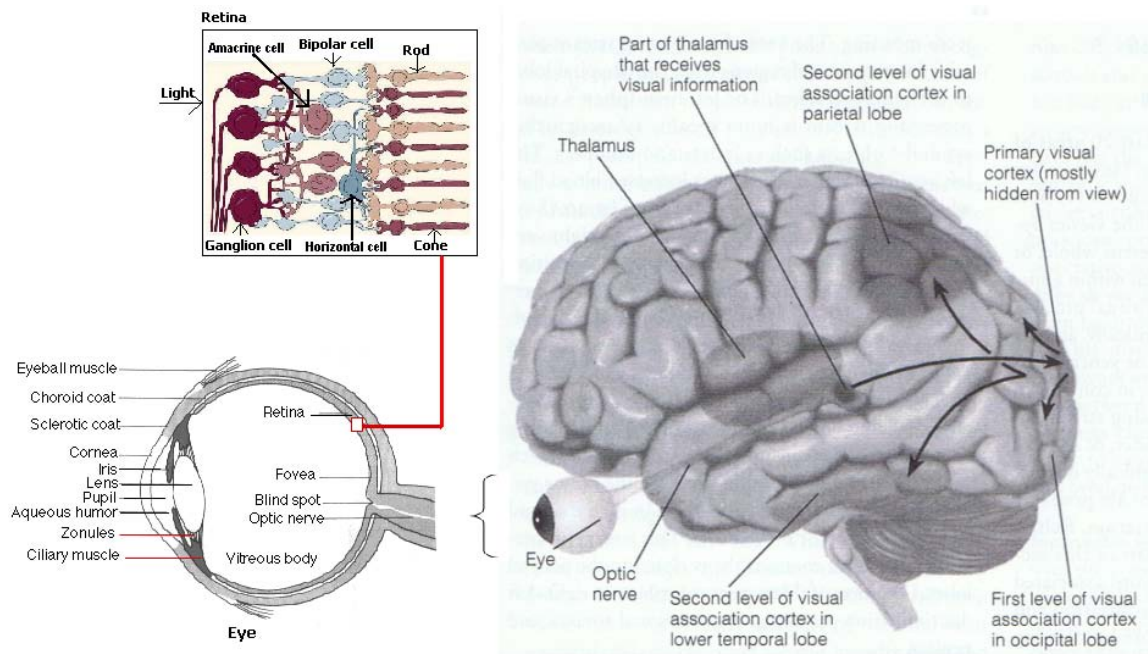 Retina
Amacrine cell
Bipolar cell
Rod
Light
Ganglion cell
Horizontal cell
Cone
Eyeball muscle
Choroid coat
Sclerotic coat
Cornea
Iris
Lens
Pupil
Aqueous humor
Zonules
Ciliary muscle
Retina
Fovea
Blind spot
Optic nerve
Vitreous body
Eye
Part of thalamus
that receives
visual information
Second level of visual
association cortex in
parietal lobe
Thalamus
Primary visual
cortex (mostly
hidden from view)
Eye
Optic
nerve
Second level of visual
association cortex in
lower temporal lobe
First level of visual
association cortex
in occipital lobe